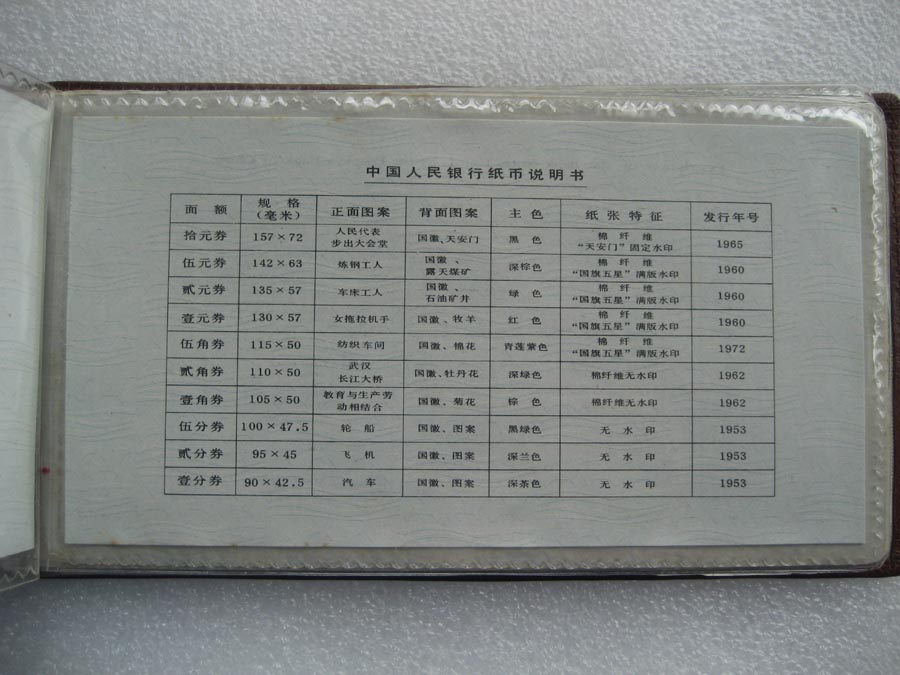 中国人民银行纸币说明书
面 额 规 格(毫米) 正面图案 背面图案 主 色 纸 张 特 征 发行年号
拾元券 157×72 人民代表步出大会堂 国徽、天安门 黑 色 棉 纤 维“天安门”固定水印 1965
伍元券 142×63 炼钢工人 国徽、露天煤矿 深棕色 棉 纤 维“国旗五星”满版水印 1960
贰元券 135×57 车床工人 国徽、石油矿井 绿 色 棉 纤 维“国旗五星”满版水印 1960
壹元券 130×57 女拖拉机手 国徽、牧羊 红 色 棉 纤 维“国旗五星”满版水印 1960
伍角券 115×50 纺织车间 国徽、锦花 青莲紫色 棉 纤 维“国旗五星”满版水印 1972
贰角券 110×50 武汉长江大桥 国徽、牡丹花 深绿色 棉纤维无水印 1962
壹角券 105×50 教育与生产劳动相结合 国徽、菊花 棕 色 棉纤维无水印 1962
伍分券 100×47.5 轮 船 国徽、图案 黑绿色 无 水 印 1953
贰分券 95×45 飞 机 国徽、图案 深兰色 无 水 印 1953
壹分券 90×42.5 汽 车 国徽、图案 深茶色 无 水 印 1953